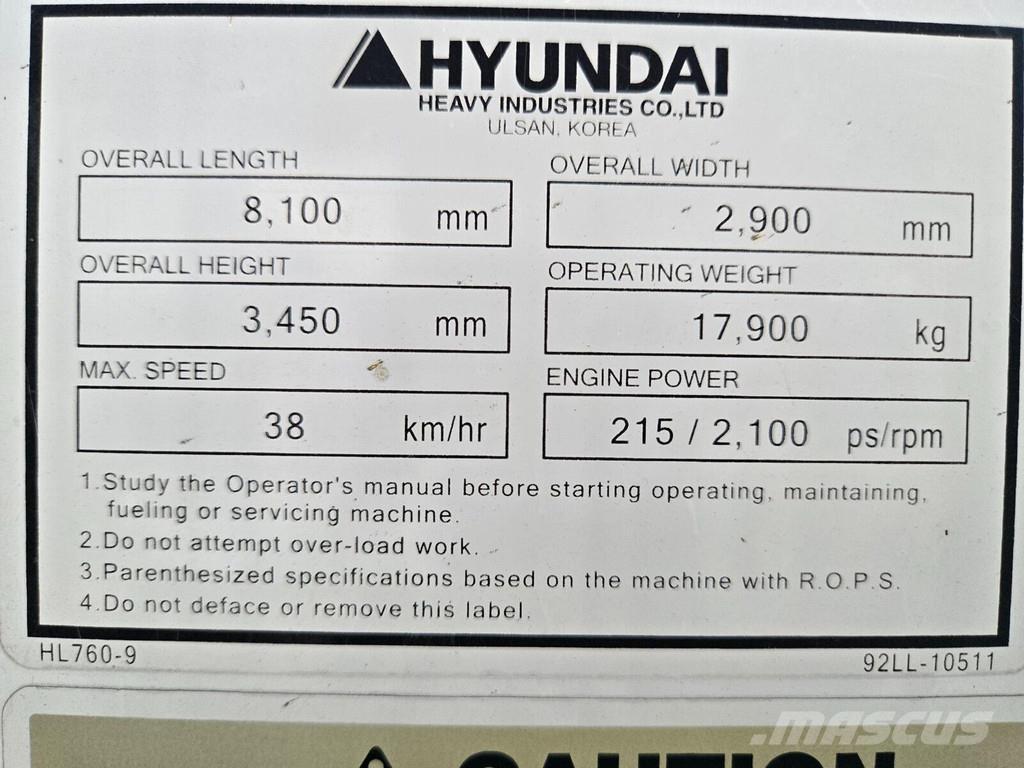 HYUNDAI
HEAVY INDUSTRIES CO.,LTD
ULSAN, KOREA
OVERALL LENGTH
8,100 mm
OVERALL WIDTH
2,900 mm
OVERALL HEIGHT
3,450 mm
OPERATING WEIGHT
17,900 kg
MAX. SPEED
38 km/hr
ENGINE POWER
215 / 2,100 ps/rpm
1.Study the Operator's manual before starting operating, maintaining,
fueling or servicing machine.
2.Do not attempt over-load work.
3.Parenthesized specifications based on the machine with R.O.P.S.
4.Do not deface or remove this label.
HL760-9
92LL-10511
CAUTION
mascus